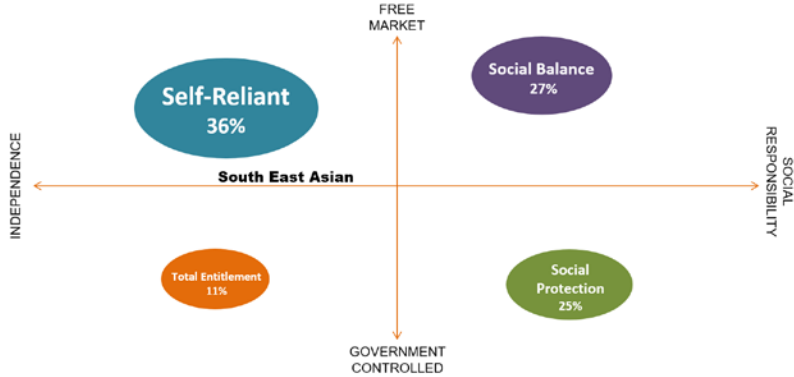 FREE
MARKET
Self-Reliant
36%
Social Balance
27%
INDEPENDENCE
South East Asian
SOCIAL
RESPONSIBILITY
Total Entitlement
11%
Social
Protection
25%
GOVERNMENT
CONTROLLED